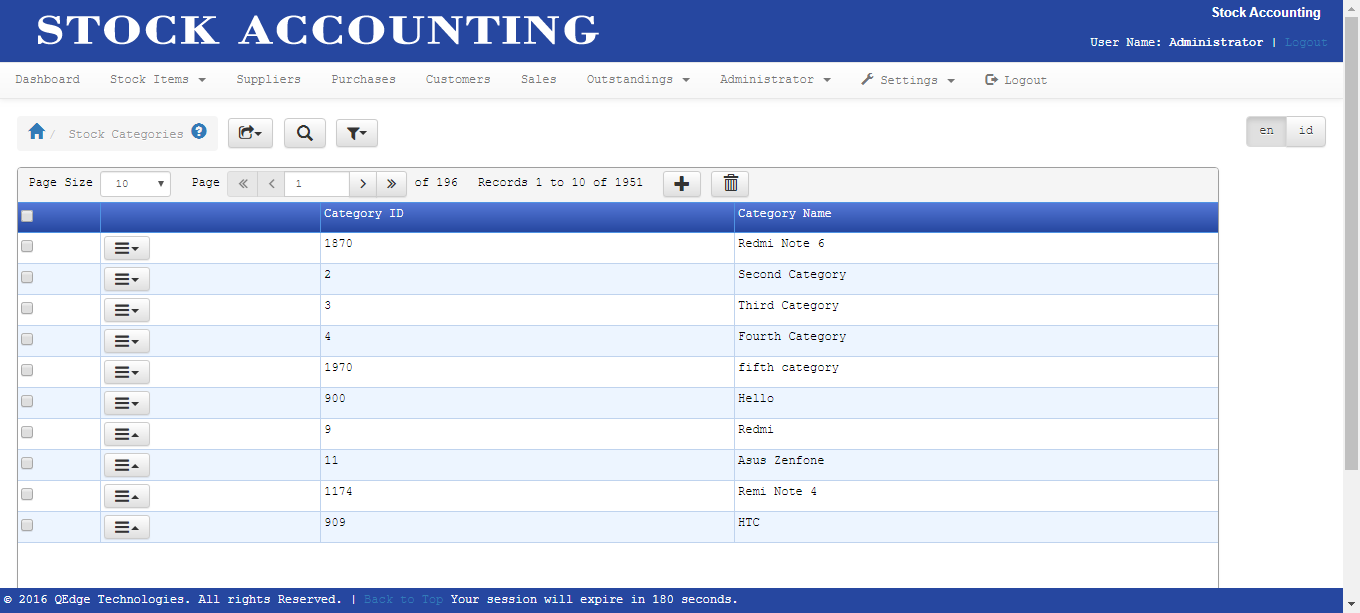 STOCK ACCOUNTING
Stock Accounting
User Name: Administrator | Logout
Dashboard Stock Items Suppliers Purchases Customers Sales Outstandings Administrator Settings Logout
/ Stock Categories ?
en id
Page Size 10 Page « < 1 > » of 196 Records 1 to 10 of 1951
Category ID Category Name
1870 Redmi Note 6
2 Second Category
3 Third Category
4 Fourth Category
1970 fifth category
900 Hello
9 Redmi
11 Asus Zenfone
1174 Remi Note 4
909 HTC
© 2016 QEdge Technologies. All rights Reserved. | Back to Top Your session will expire in 180 seconds.